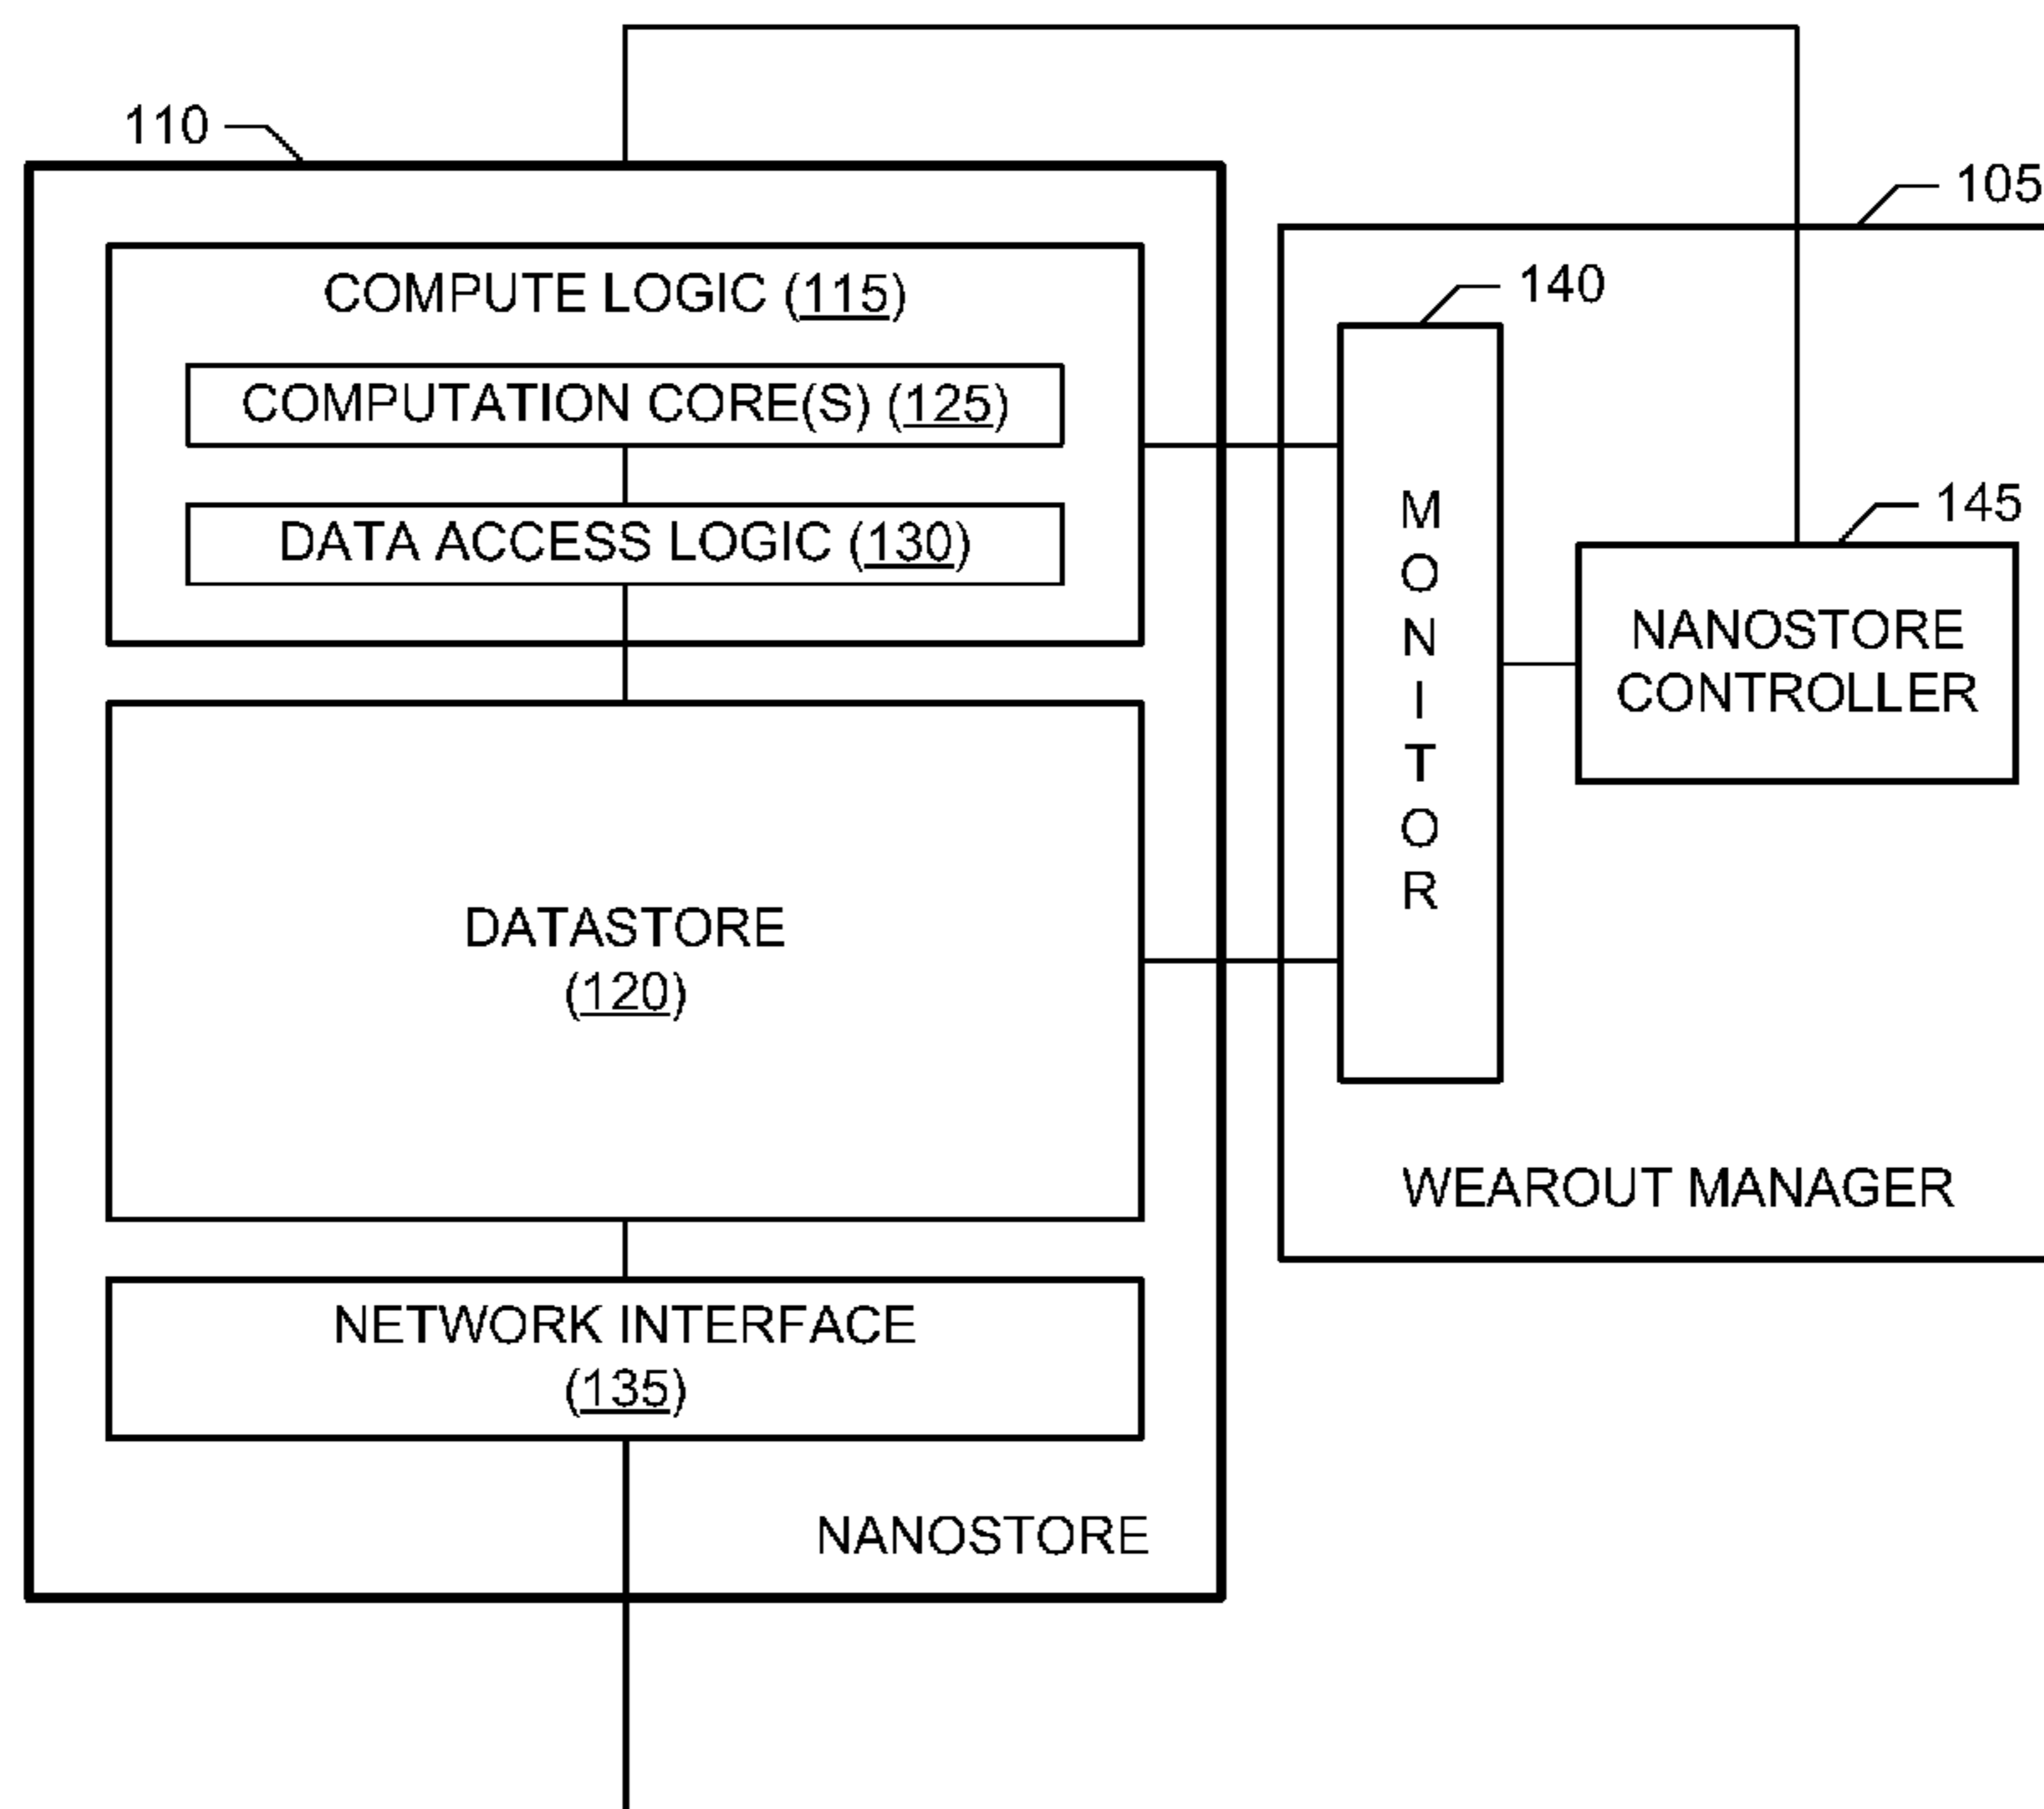 110
105
COMPUTE LOGIC (115)
140
COMPUTATION CORE(S) (125)
DATA ACCESS LOGIC (130)
145
MONITOR
NANOSTORE
CONTROLLER
DATASTORE
(120)
WEAROUT MANAGER
NETWORK INTERFACE
(135)
NANOSTORE